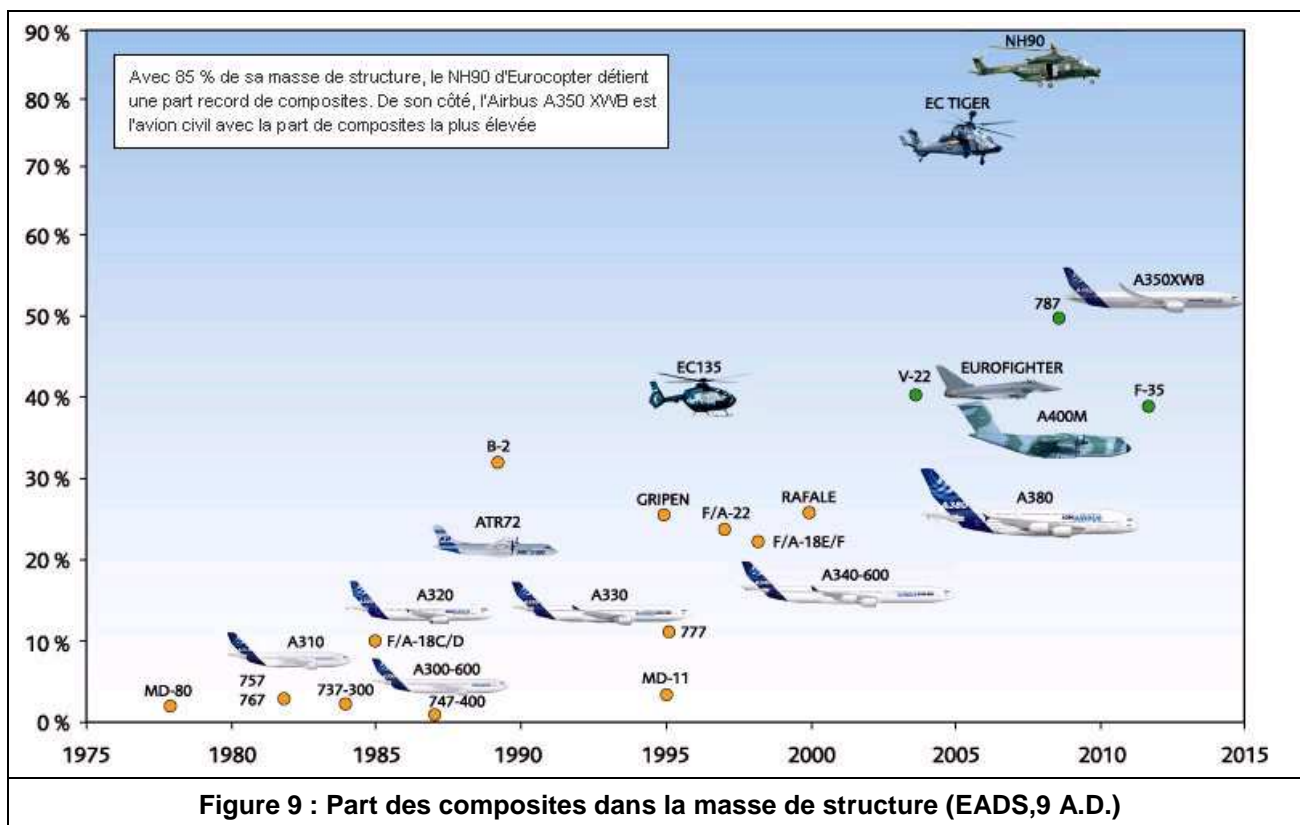 90 %
80 %
70 %
60 %
50 %
40 %
30 %
20 %
10 %
0 %
Avec 85 % de sa masse de structure, le NH90 d'Eurocopter détient
une part record de composites. De son côté, l'Airbus A350 XWB est
l'avion civil avec la part de composites la plus élevée
NH90
EC TIGER
A350XWB
787
EC135
V-22
EUROFIGHTER
F-35
A400M
B-2
GRIPEN
F/A-22
RAFALE
A380
A380
ATR72
F/A-18E/F
A320
A330
A340-600
A310
F/A-18C/D
777
A300-600
757
767
MD-80
737-300
747-400
MD-11
1975
1980
1985
1990
1995
2000
2005
2010
2015
Figure 9 : Part des composites dans la masse de structure (EADS,9 A.D.)